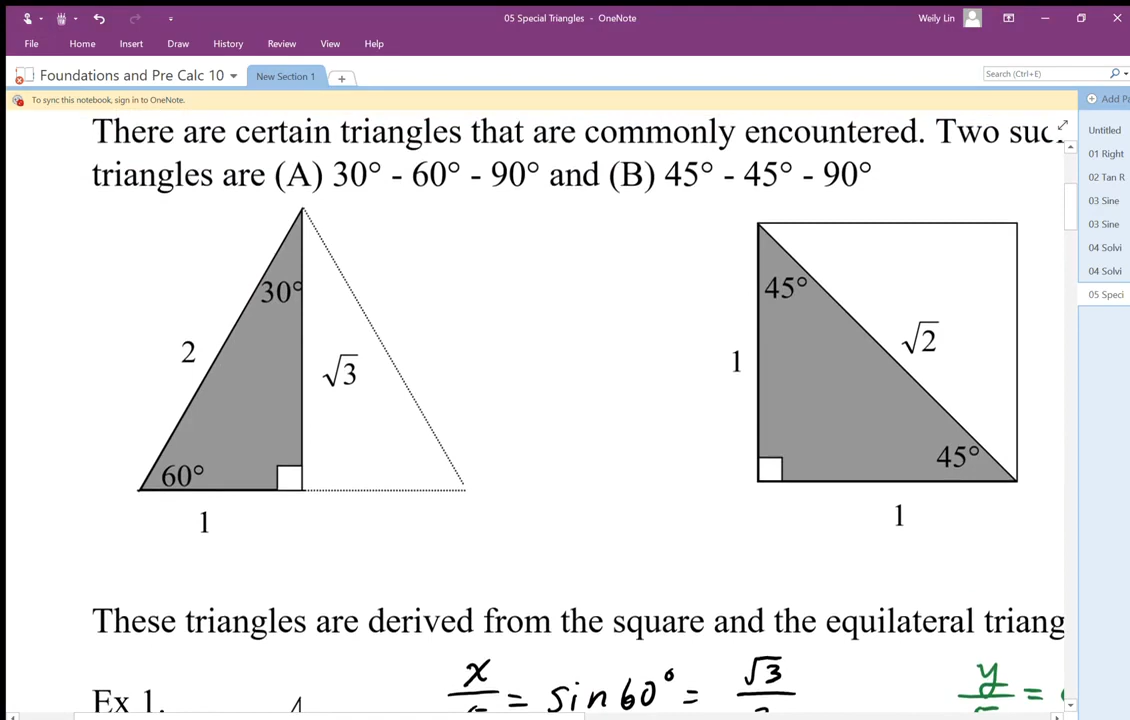 05 Special Triangles - OneNote
Weily Lin
File Home Insert Draw History Review View Help
Foundations and Pre Calc 10
New Section 1
Search (Ctrl+E)
To sync this notebook, sign in to OneNote.
Add Pa
Untitled
01 Right
02 Tan R
03 Sine
03 Sine
04 Solvi
04 Solvi
05 Speci
There are certain triangles that are commonly encountered. Two suc
triangles are (A) 30° - 60° - 90° and (B) 45° - 45° - 90°
30°
2
√3
60°
1
45°
1
√2
45°
1
These triangles are derived from the square and the equilateral triang
Ex 1.
x
= sin 60° =
√3
y
=